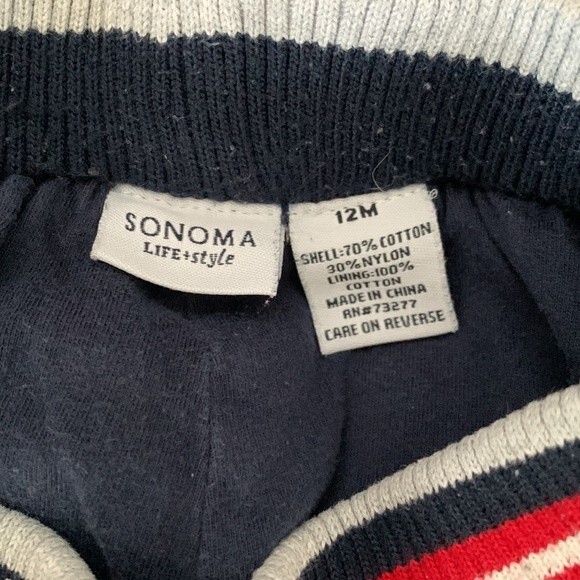 SONOMA
LIFE+style
12M
SHELL:70% COTTON
30% NYLON
LINING:100%
COTTON
MADE IN CHINA
RN#73277
CARE ON REVERSE